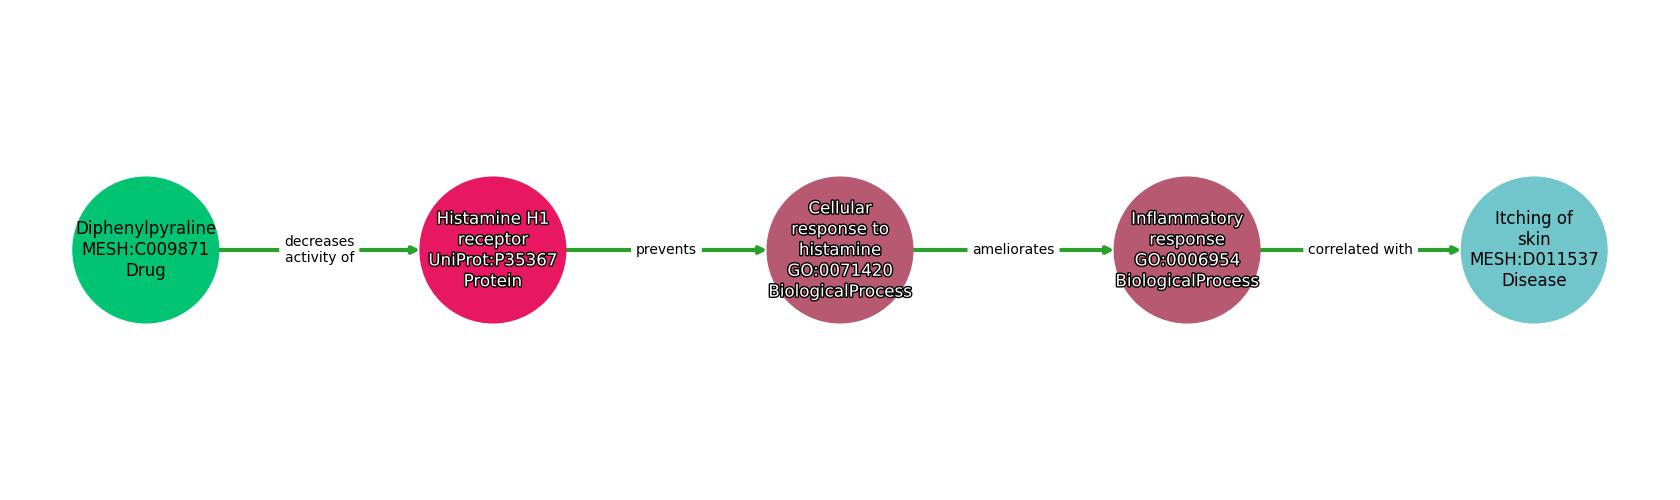 Diphenylpyraline
MESH:C009871
Drug
decreases
activity of
Histamine H1
receptor
UniProt:P35367
Protein
prevents
Cellular
response to
histamine
GO:0071420
BiologicalProcess
ameliorates
Inflammatory
response
GO:0006954
BiologicalProcess
correlated with
Itching of
skin
MESH:D011537
Disease